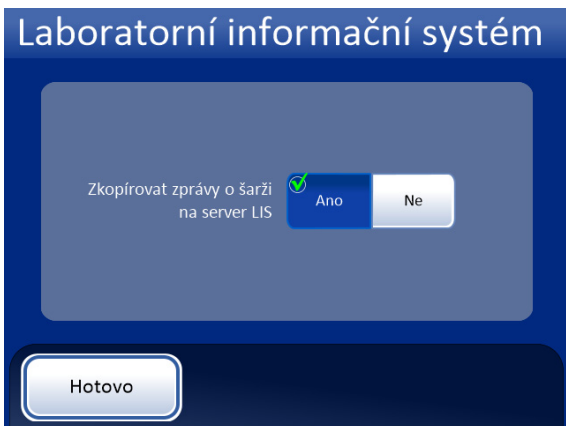 Laboratorní informační systém
Zkopírovat zprávy o šarži
na server LIS
Ano
Ne
Hotovo